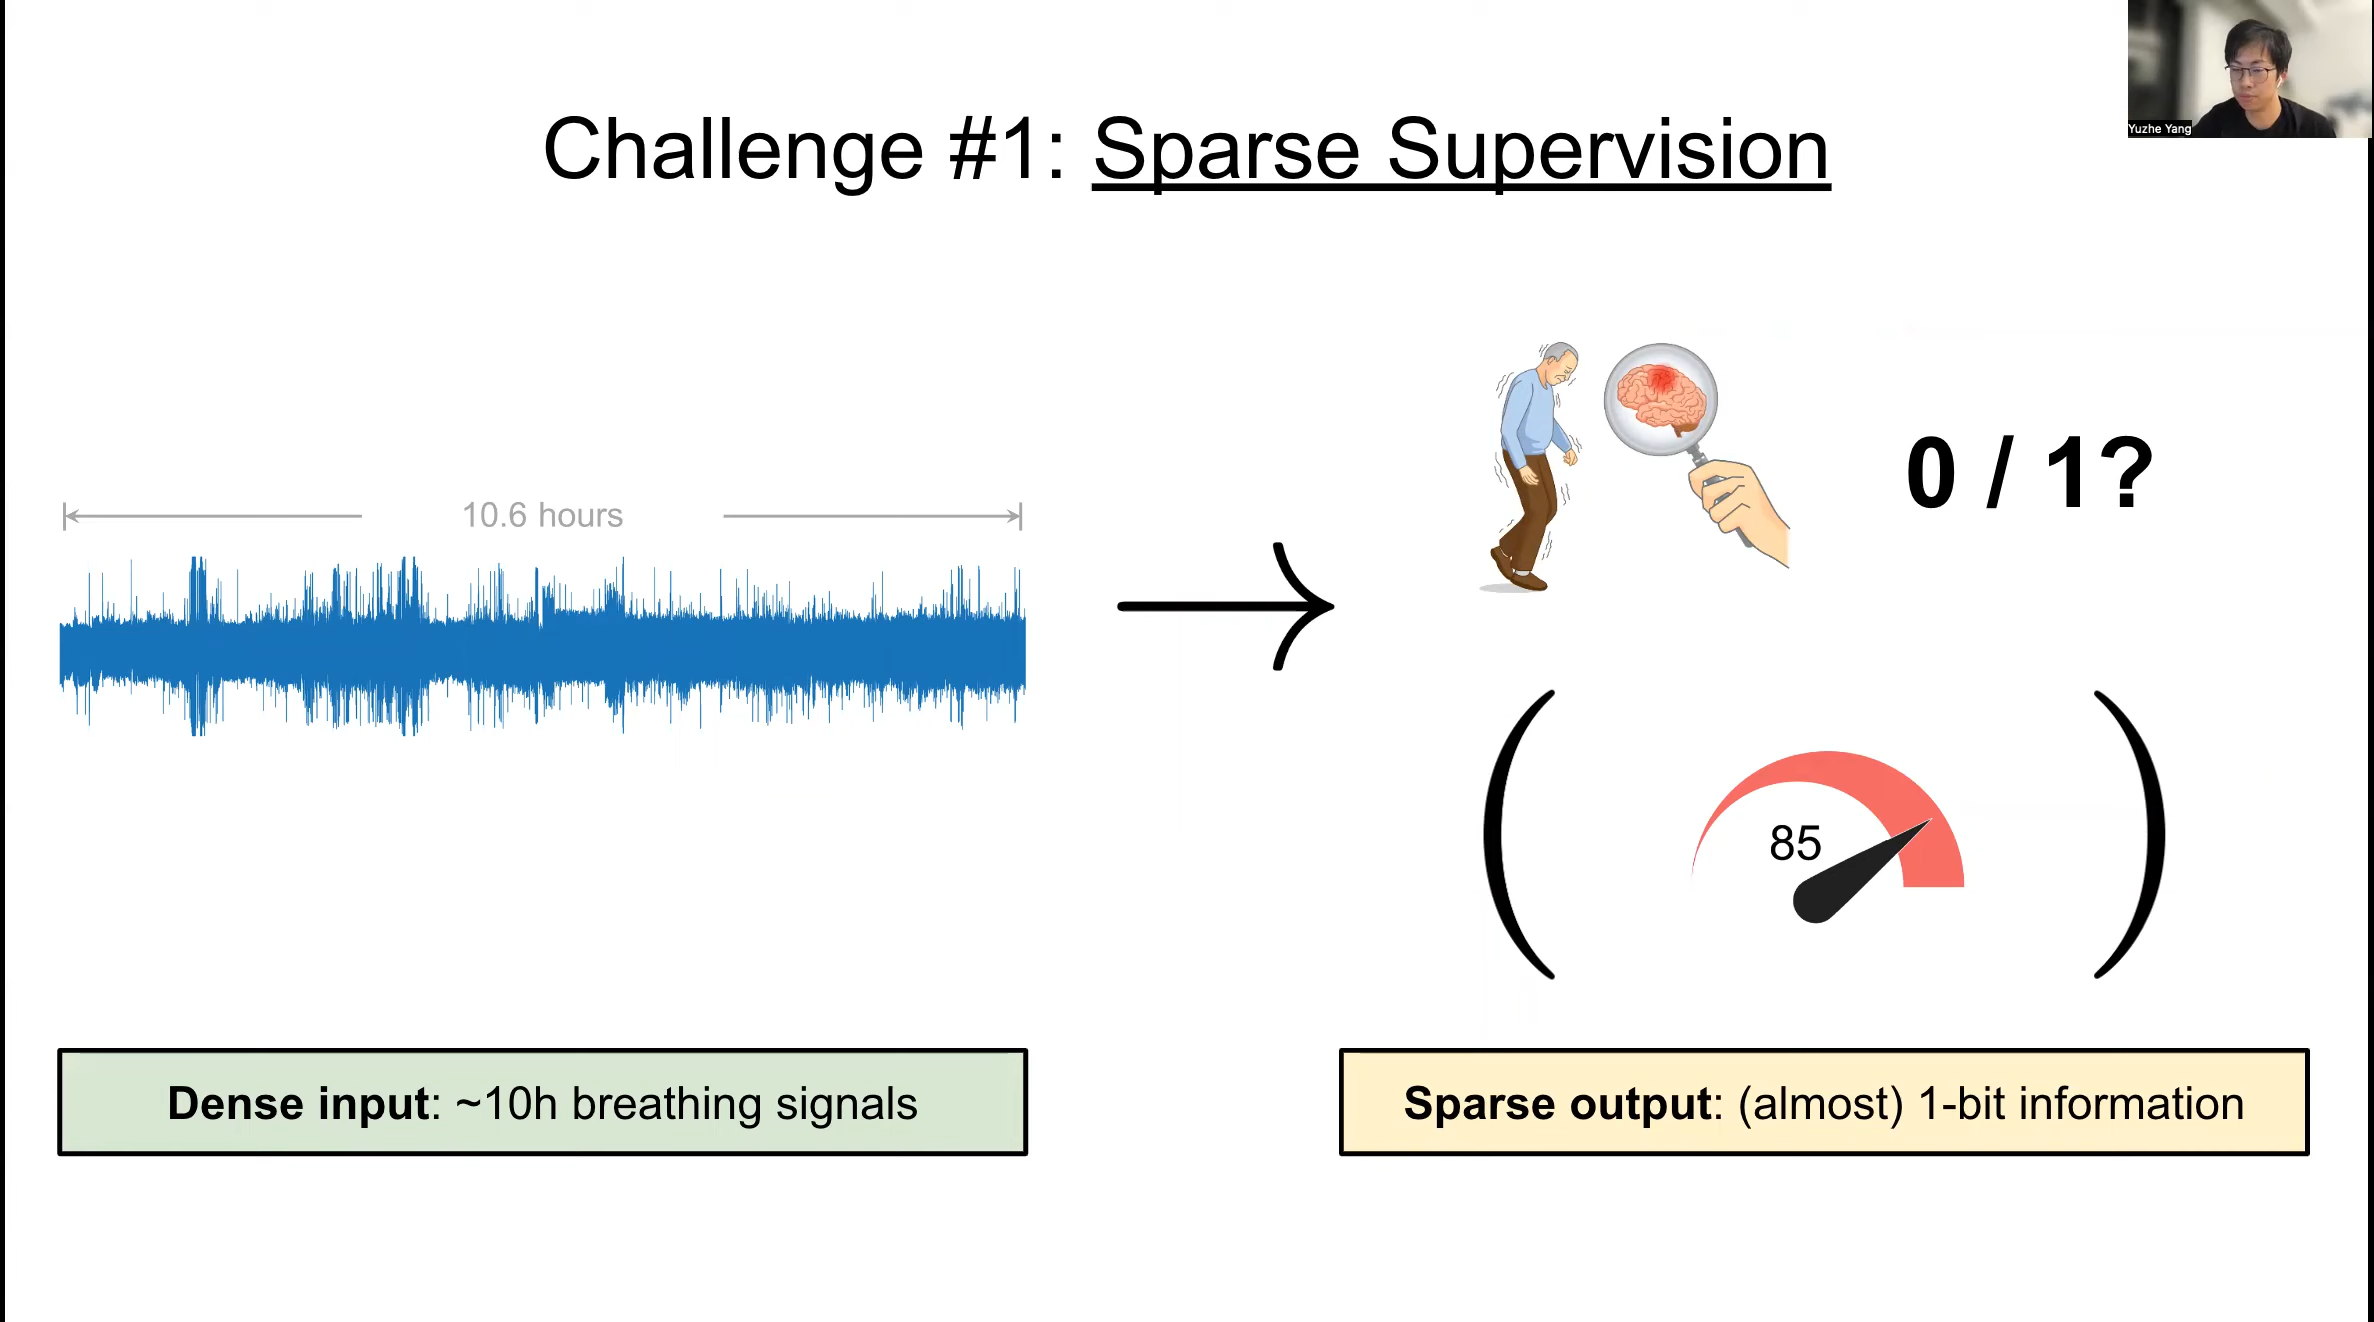 Yuzhe Yang
Challenge #1: Sparse Supervision
10.6 hours
0 / 1?
85
Dense input: ~10h breathing signals
Sparse output: (almost) 1-bit information